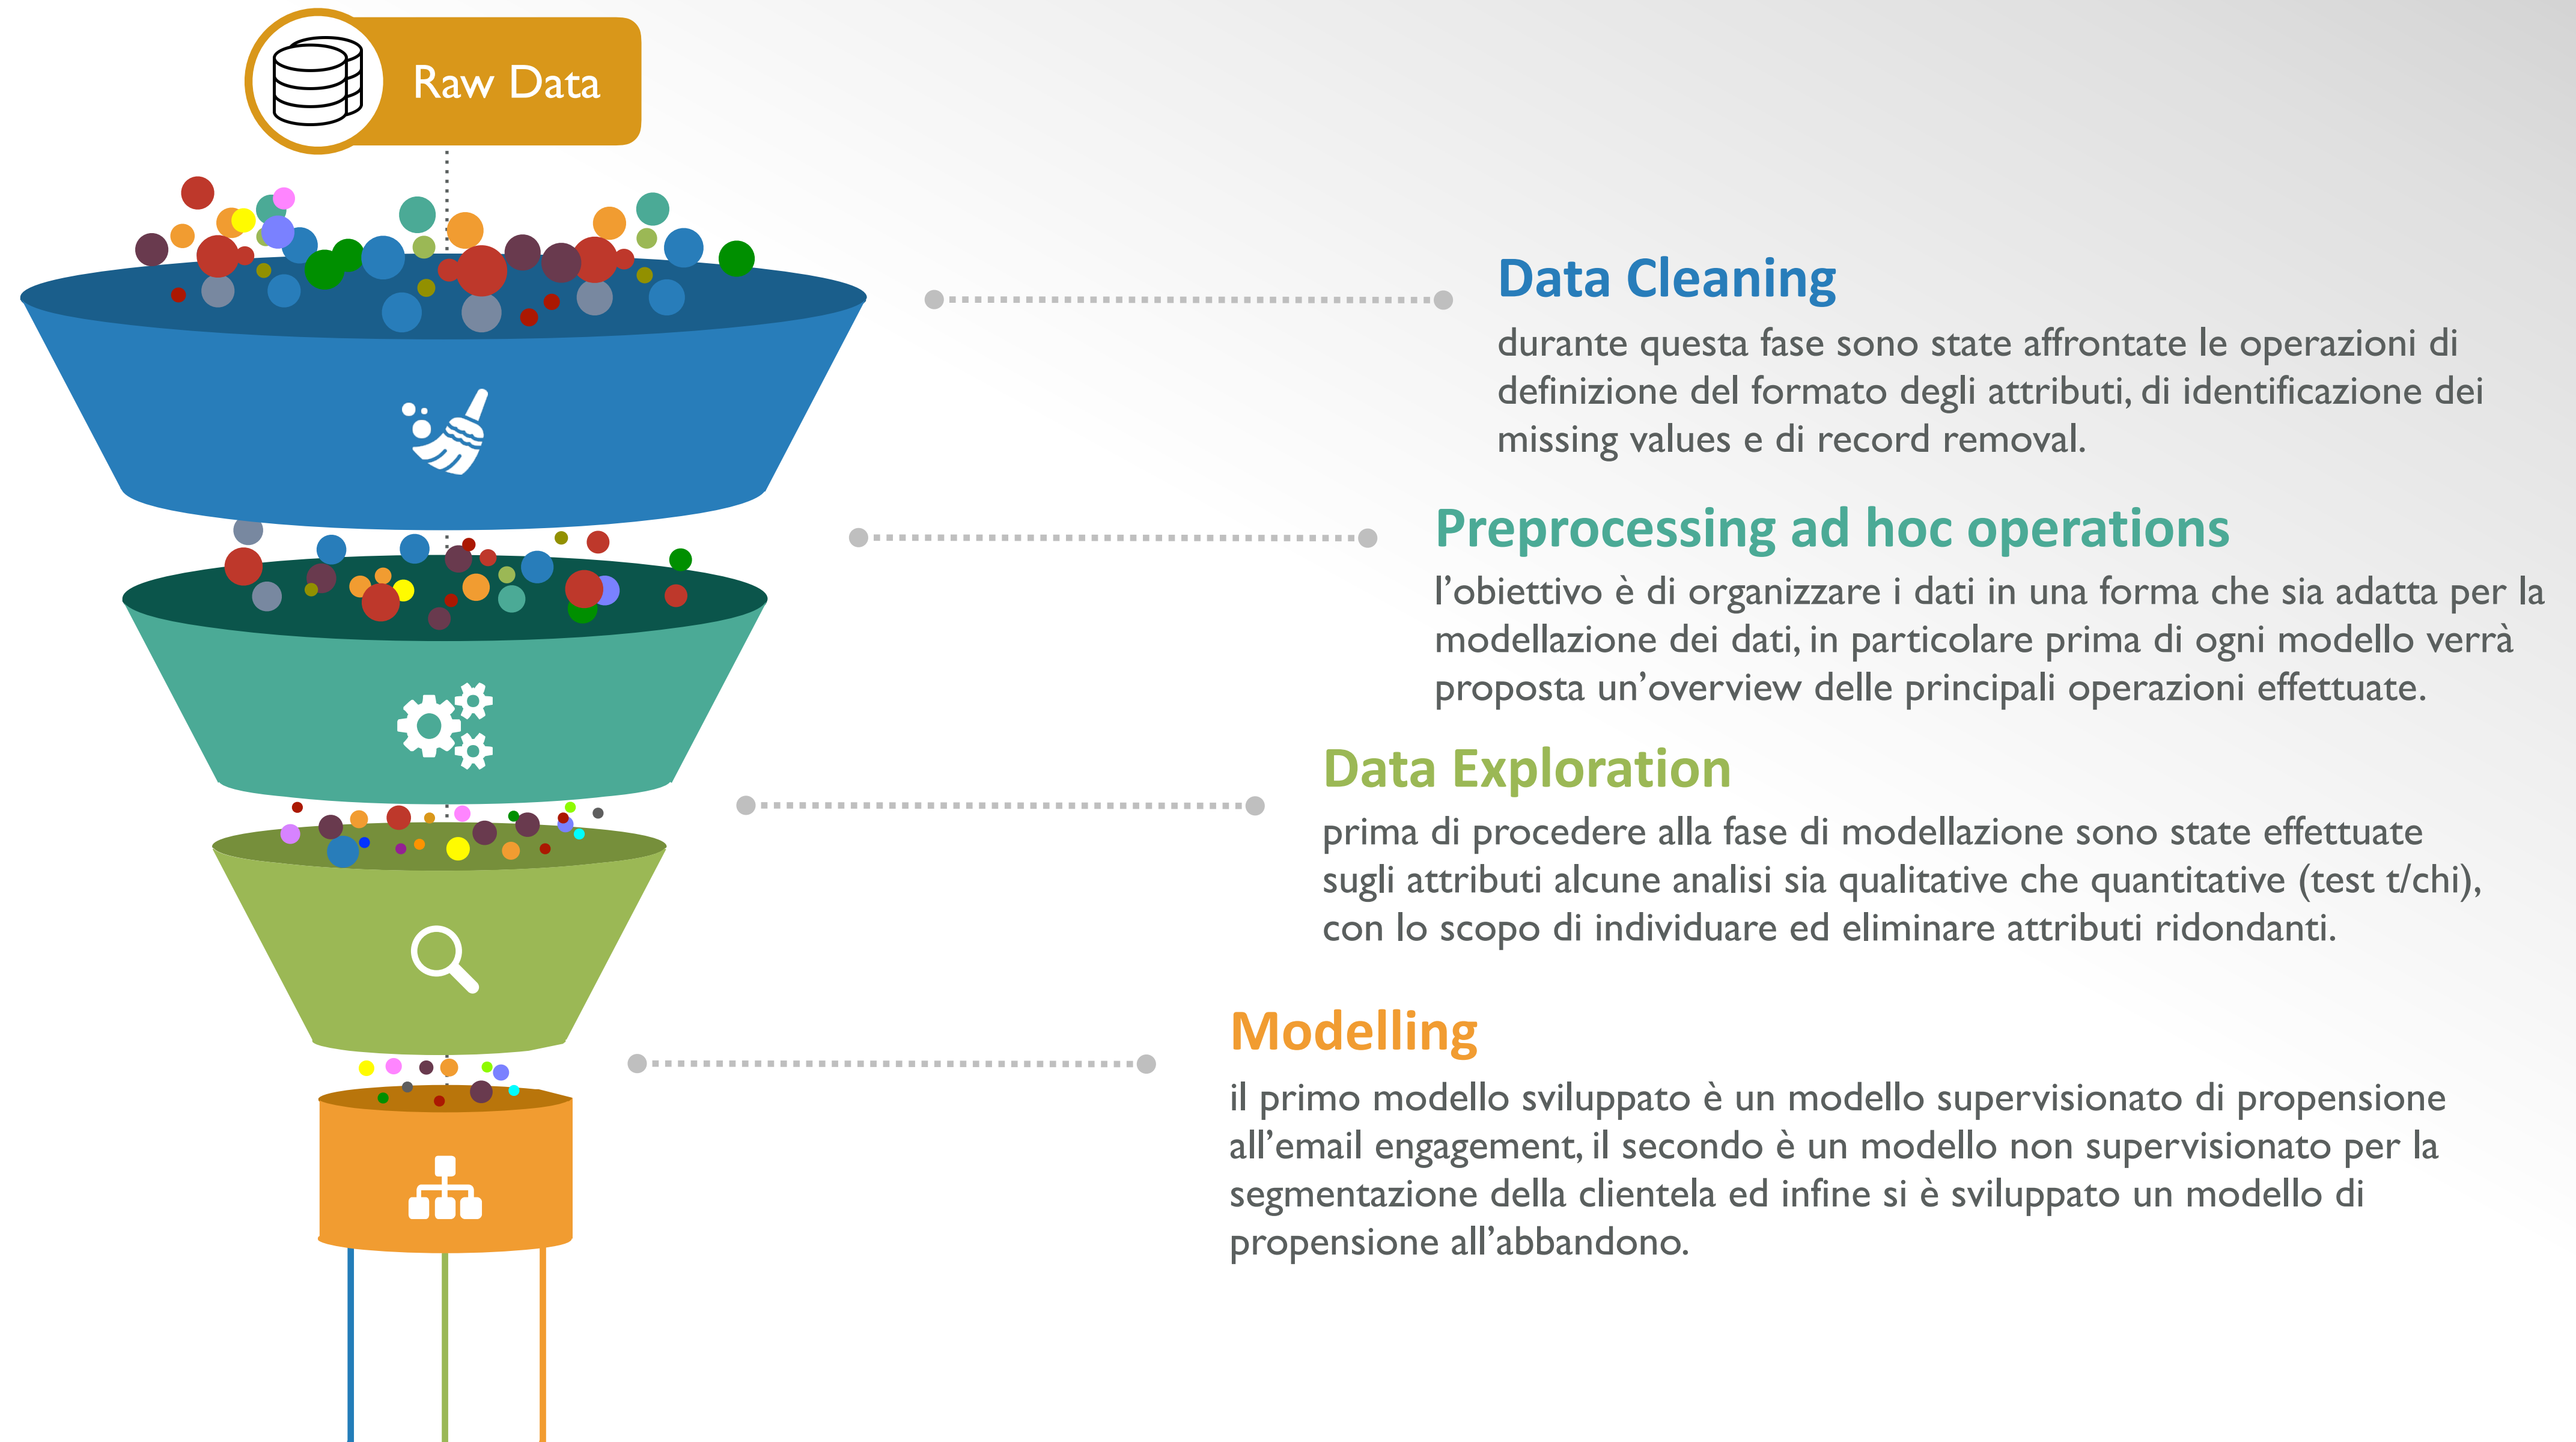 Raw Data
Data Cleaning
durante questa fase sono state affrontate le operazioni di
definizione del formato degli attributi, di identificazione dei
missing values e di record removal.
Preprocessing ad hoc operations
l’obiettivo è di organizzare i dati in una forma che sia adatta per la
modellazione dei dati, in particolare prima di ogni modello verrà
proposta un’overview delle principali operazioni effettuate.
Data Exploration
prima di procedere alla fase di modellazione sono state effettuate
sugli attributi alcune analisi sia qualitative che quantitative (test t/chi),
con lo scopo di individuare ed eliminare attributi ridondanti.
Modelling
il primo modello sviluppato è un modello supervisionato di propensione
all’email engagement, il secondo è un modello non supervisionato per la
segmentazione della clientela ed infine si è sviluppato un modello di
propensione all’abbandono.